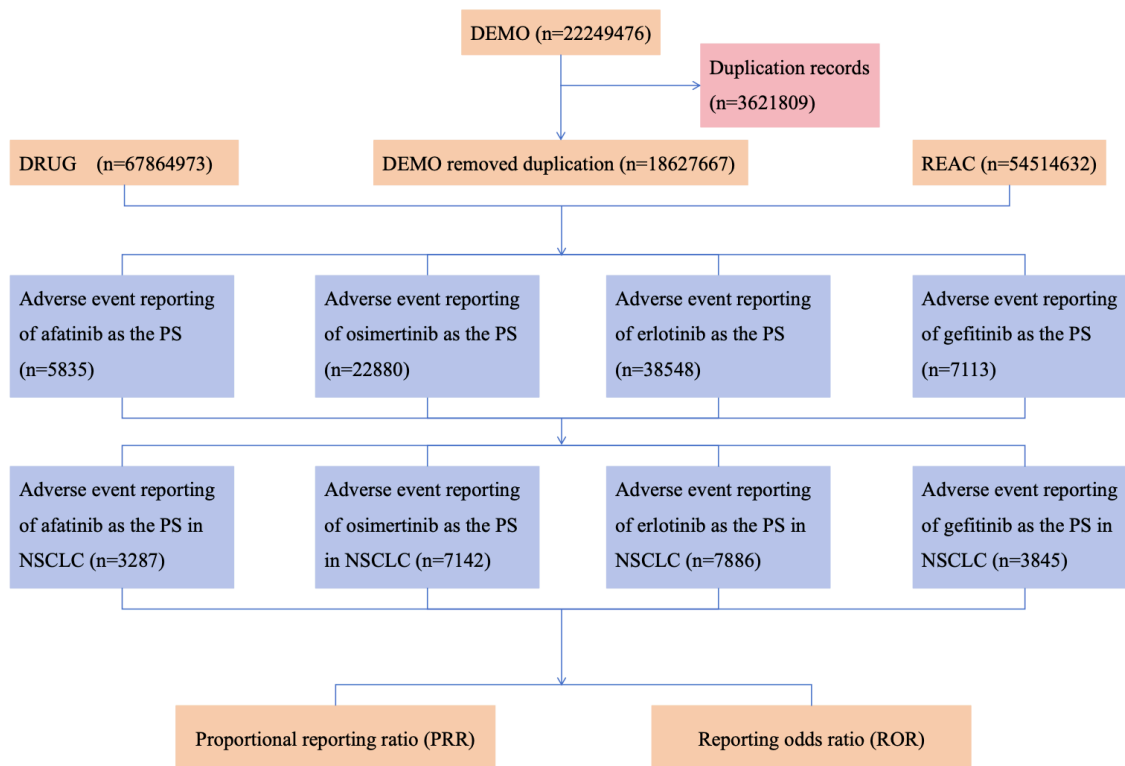 DEMO (n=22249476)
Duplication records
(n=3621809)
DRUG (n=67864973)
DEMO removed duplication (n=18627667)
REAC (n=54514632)
Adverse event reporting
of afatinib as the PS
(n=5835)
Adverse event reporting
of osimertinib as the PS
(n=22880)
Adverse event reporting
of erlotinib as the PS
(n=38548)
Adverse event reporting
of gefitinib as the PS
(n=7113)
Adverse event reporting
of afatinib as the PS in
NSCLC (n=3287)
Adverse event reporting
of osimertinib as the PS
in NSCLC (n=7142)
Adverse event reporting
of erlotinib as the PS in
NSCLC (n=7886)
Adverse event reporting
of gefitinib as the PS in
NSCLC (n=3845)
Proportional reporting ratio (PRR)
Reporting odds ratio (ROR)